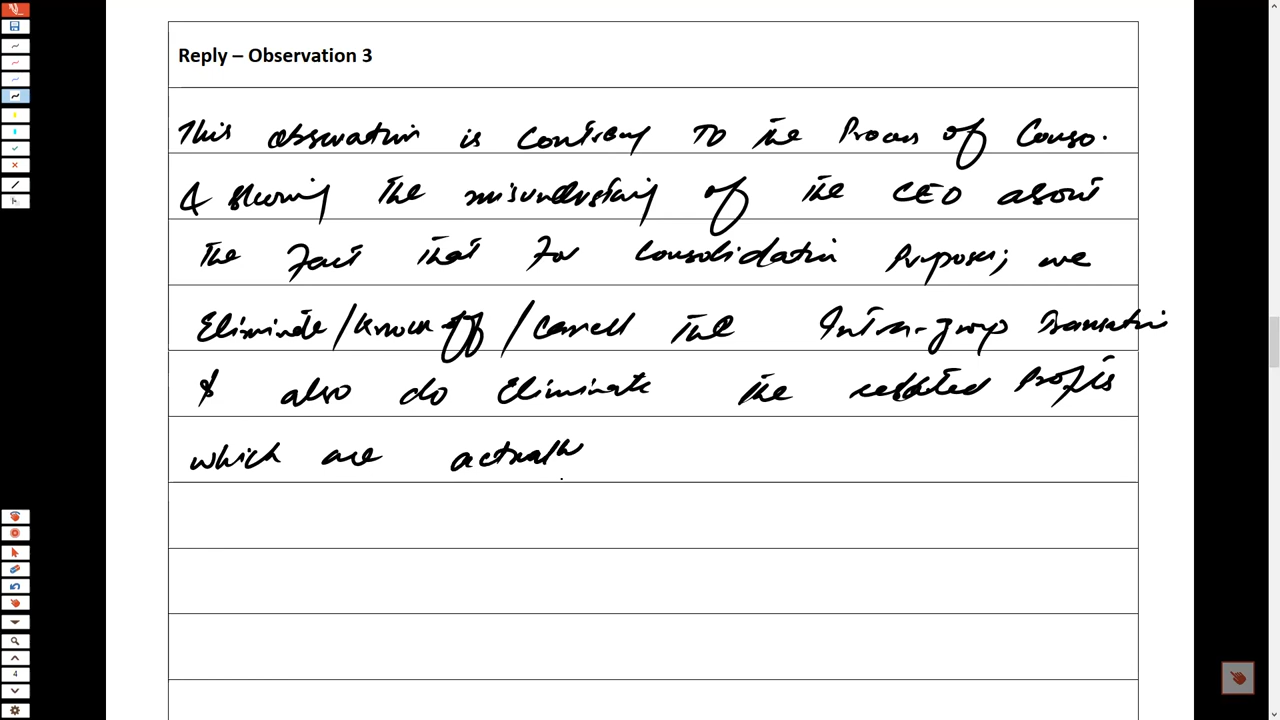 Reply – Observation 3
This observation is contrary to the Process of Conso.
& showing the misunderstanding of the CEO about
the fact that for consolidation Purposes; we
Eliminate/knock off/cancel the Intra-group Transactions
& also do Eliminate the related Profits
which are actually
4